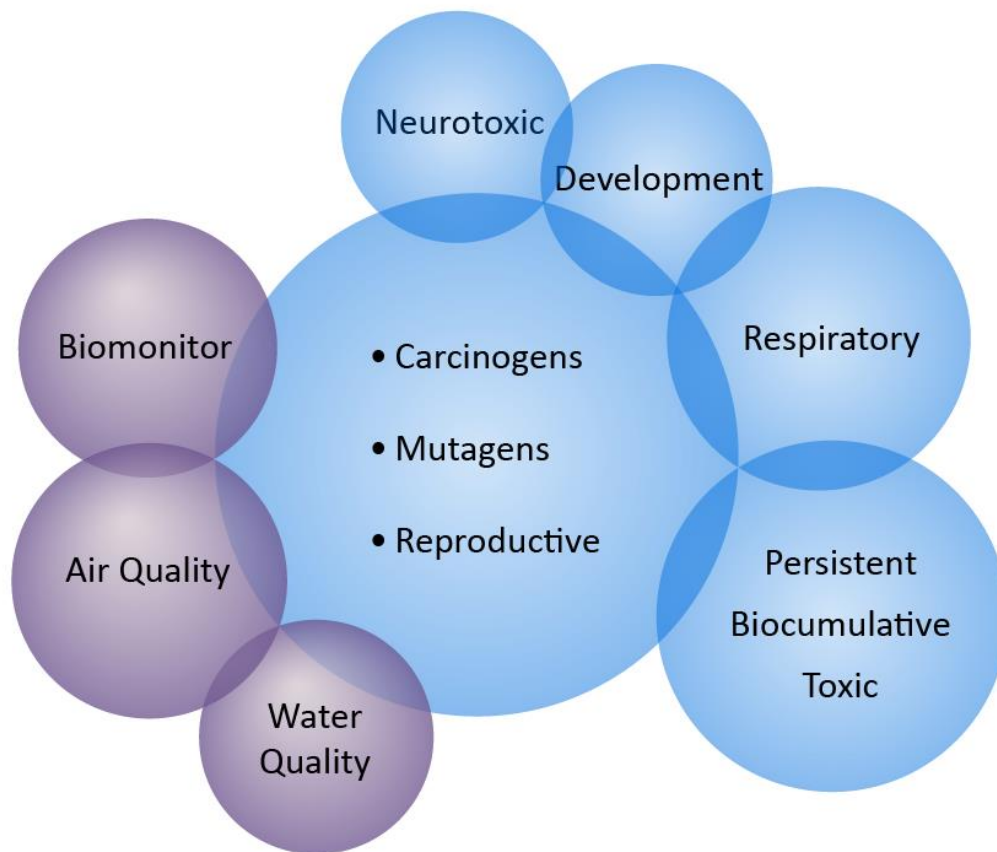 Neurotoxic
Development
Respiratory
Biomonitor
• Carcinogens
• Mutagens
• Reproductive
Air Quality
Persistent
Biocumulative
Toxic
Water
Quality